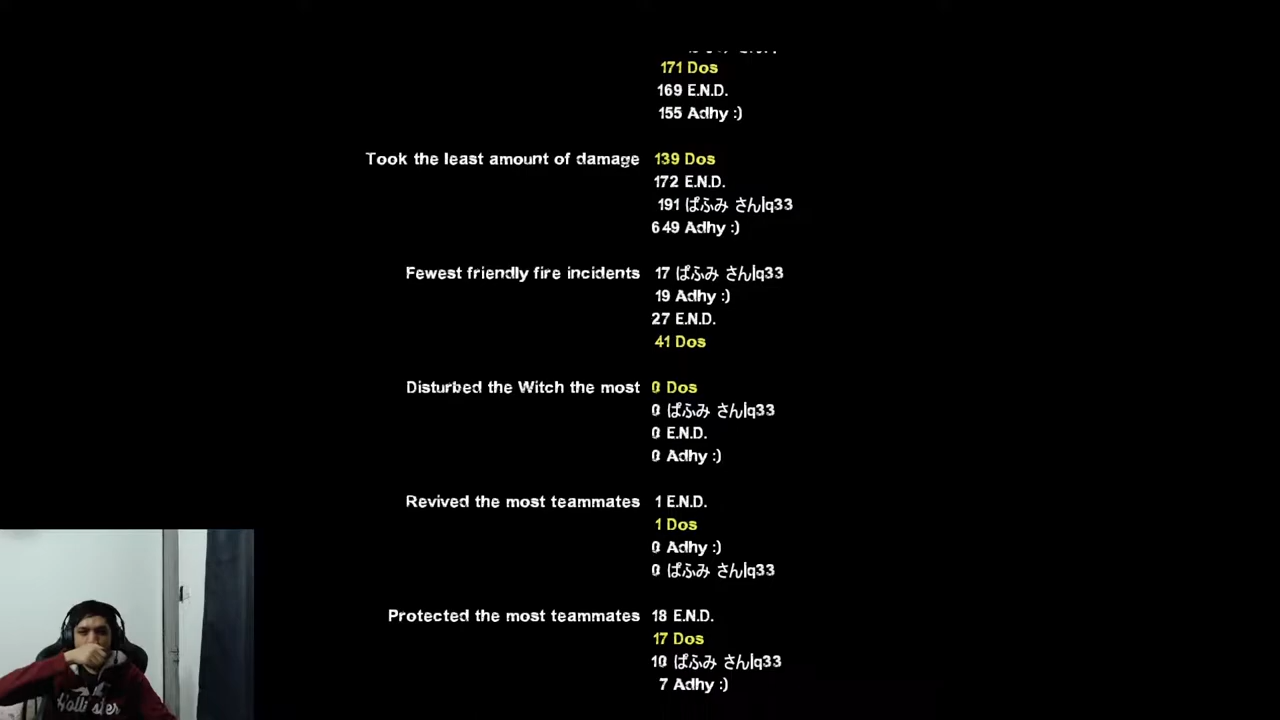 171 Dos
169 E.N.D.
155 Adhy :)
Took the least amount of damage 139 Dos
172 E.N.D.
191 ぱふみ さん|q33
649 Adhy :)
Fewest friendly fire incidents 17 ぱふみ さん|q33
19 Adhy :)
27 E.N.D.
41 Dos
Disturbed the Witch the most 0 Dos
0 ぱふみ さん|q33
0 E.N.D.
0 Adhy :)
Revived the most teammates 1 E.N.D.
1 Dos
0 Adhy :)
0 ぱふみ さん|q33
Protected the most teammates 18 E.N.D.
17 Dos
10 ぱふみ さん|q33
7 Adhy :)
Hollister